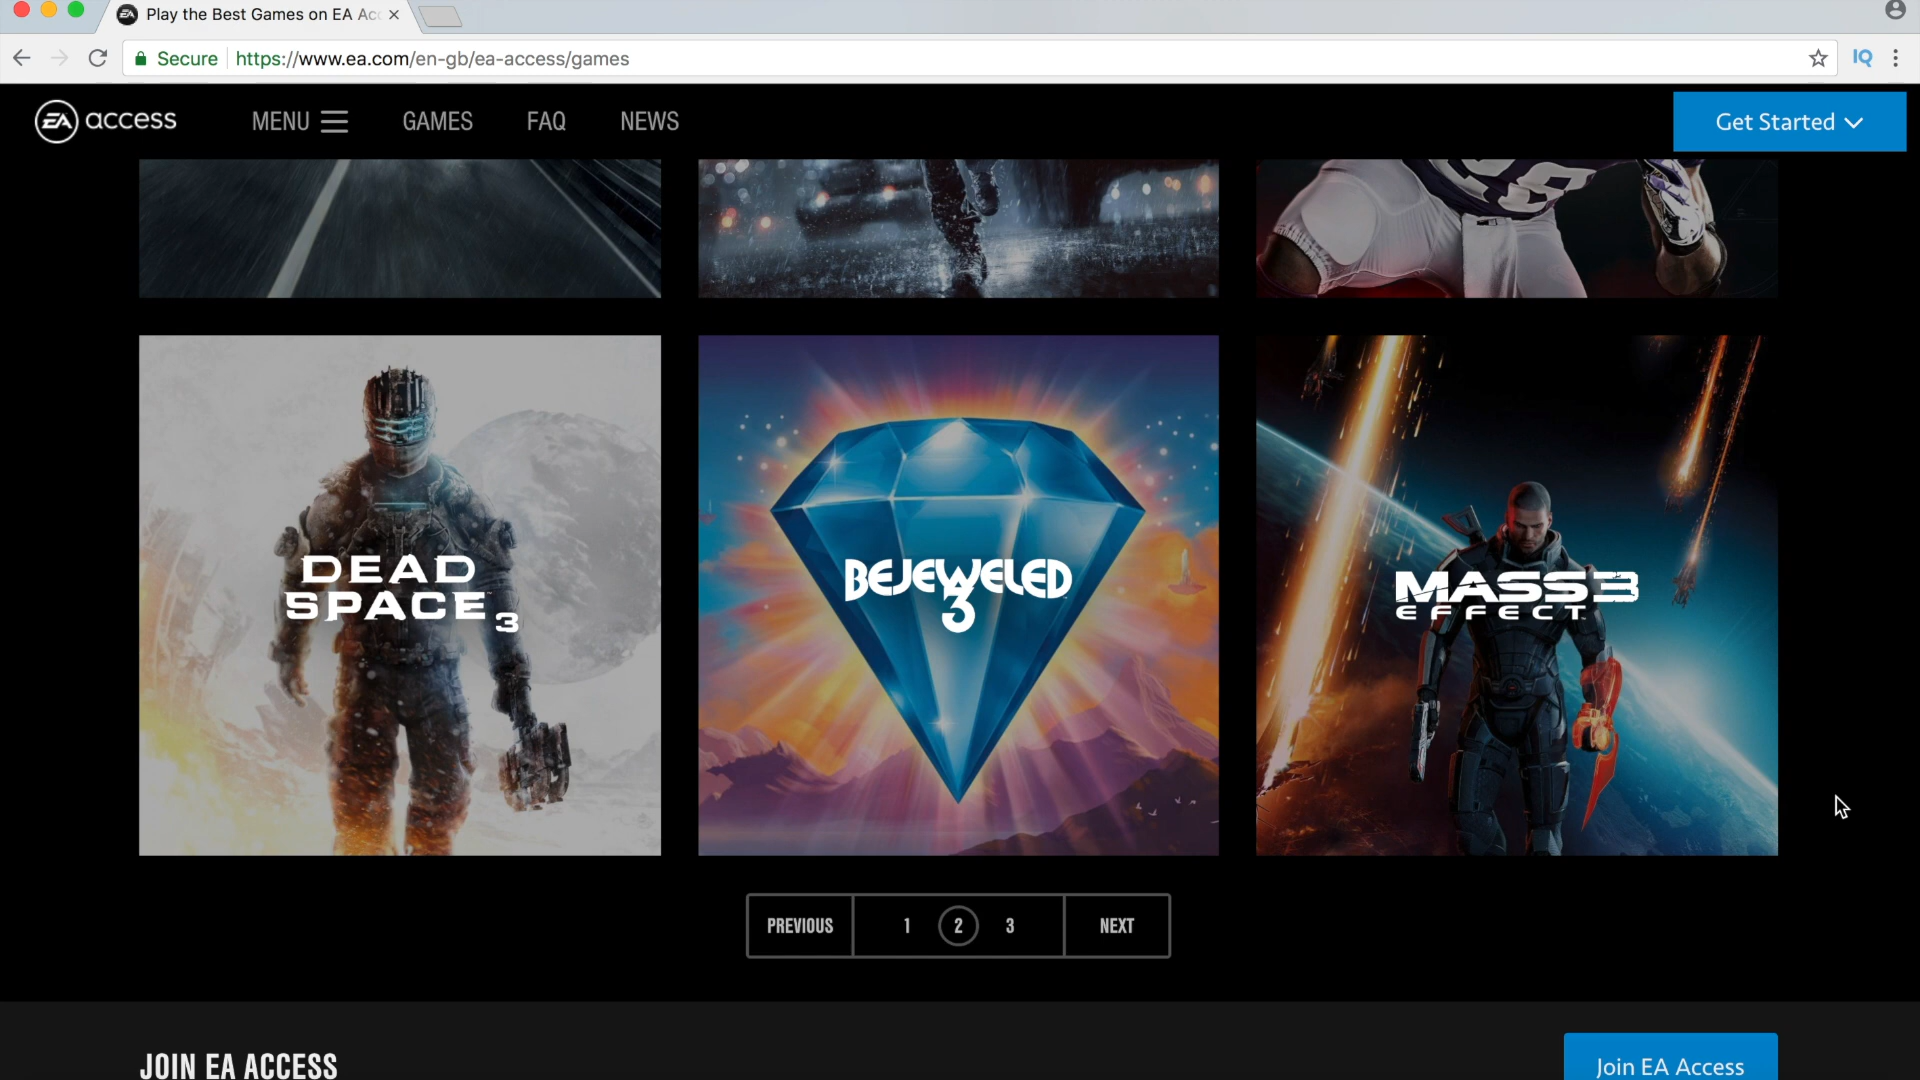 Play the Best Games on EA Acc
Secure
https://www.ea.com/en-gb/ea-access/games
IQ
EA access
MENU
GAMES
FAQ
NEWS
Get Started
DEAD
SPACE 3
BEJEWELED
3
MASS 3
EFFECT
PREVIOUS
1
2
3
NEXT
JOIN EA ACCESS
Join EA Access